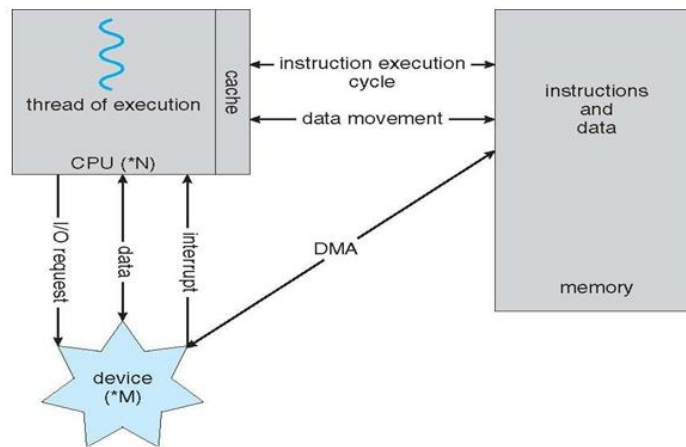 thread of execution
cache
CPU (*N)
instruction execution
cycle
data movement
instructions
and
data
memory
I/O request
data
interrupt
DMA
device
(*M)